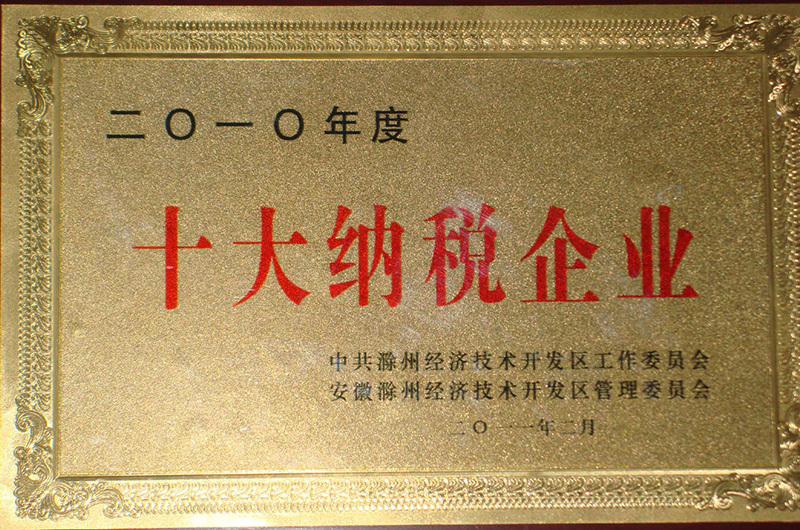 二〇一〇年度
十大纳税企业
中共滁州经济技术开发区工作委员会
安徽滁州经济技术开发区管理委员会
二〇一一年二月